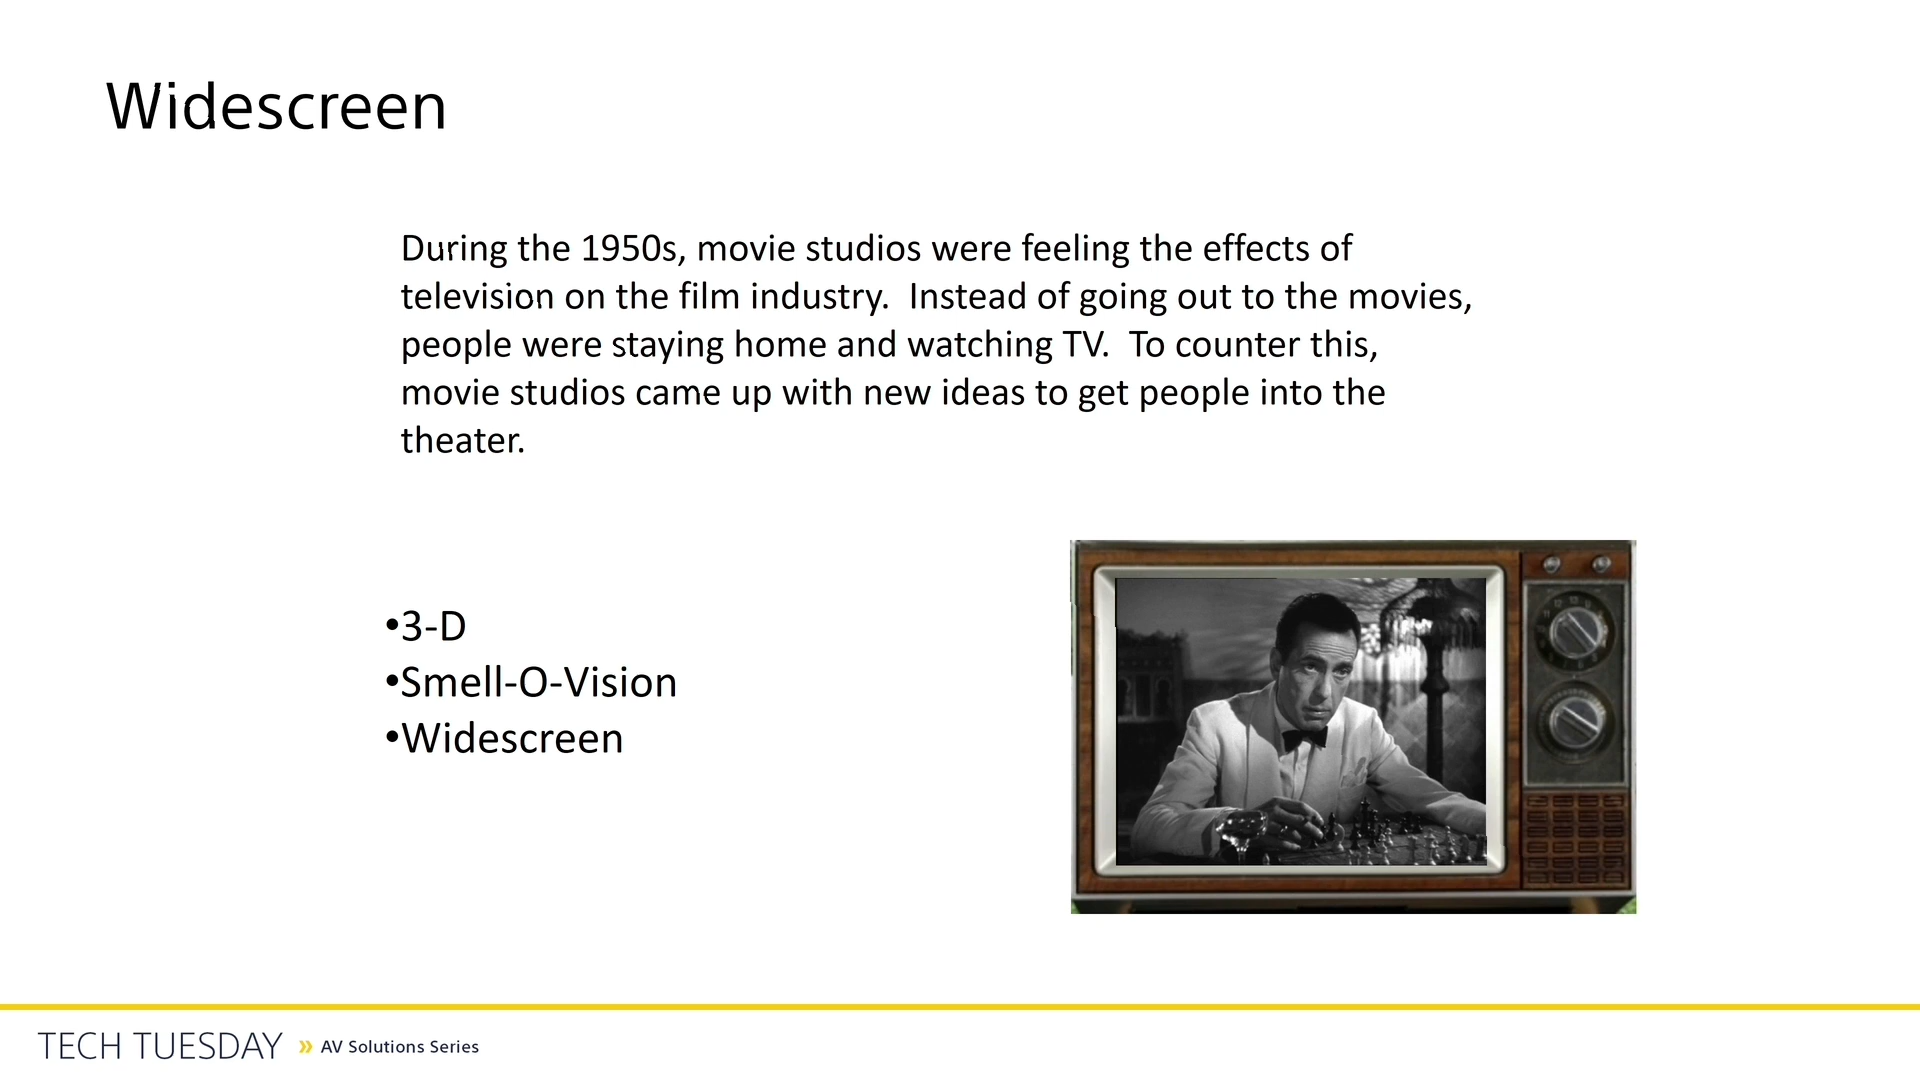 Widescreen
During the 1950s, movie studios were feeling the effects of
television on the film industry.  Instead of going out to the movies,
people were staying home and watching TV.  To counter this,
movie studios came up with new ideas to get people into the
theater.
•3-D
•Smell-O-Vision
•Widescreen
TECH TUESDAY » AV Solutions Series